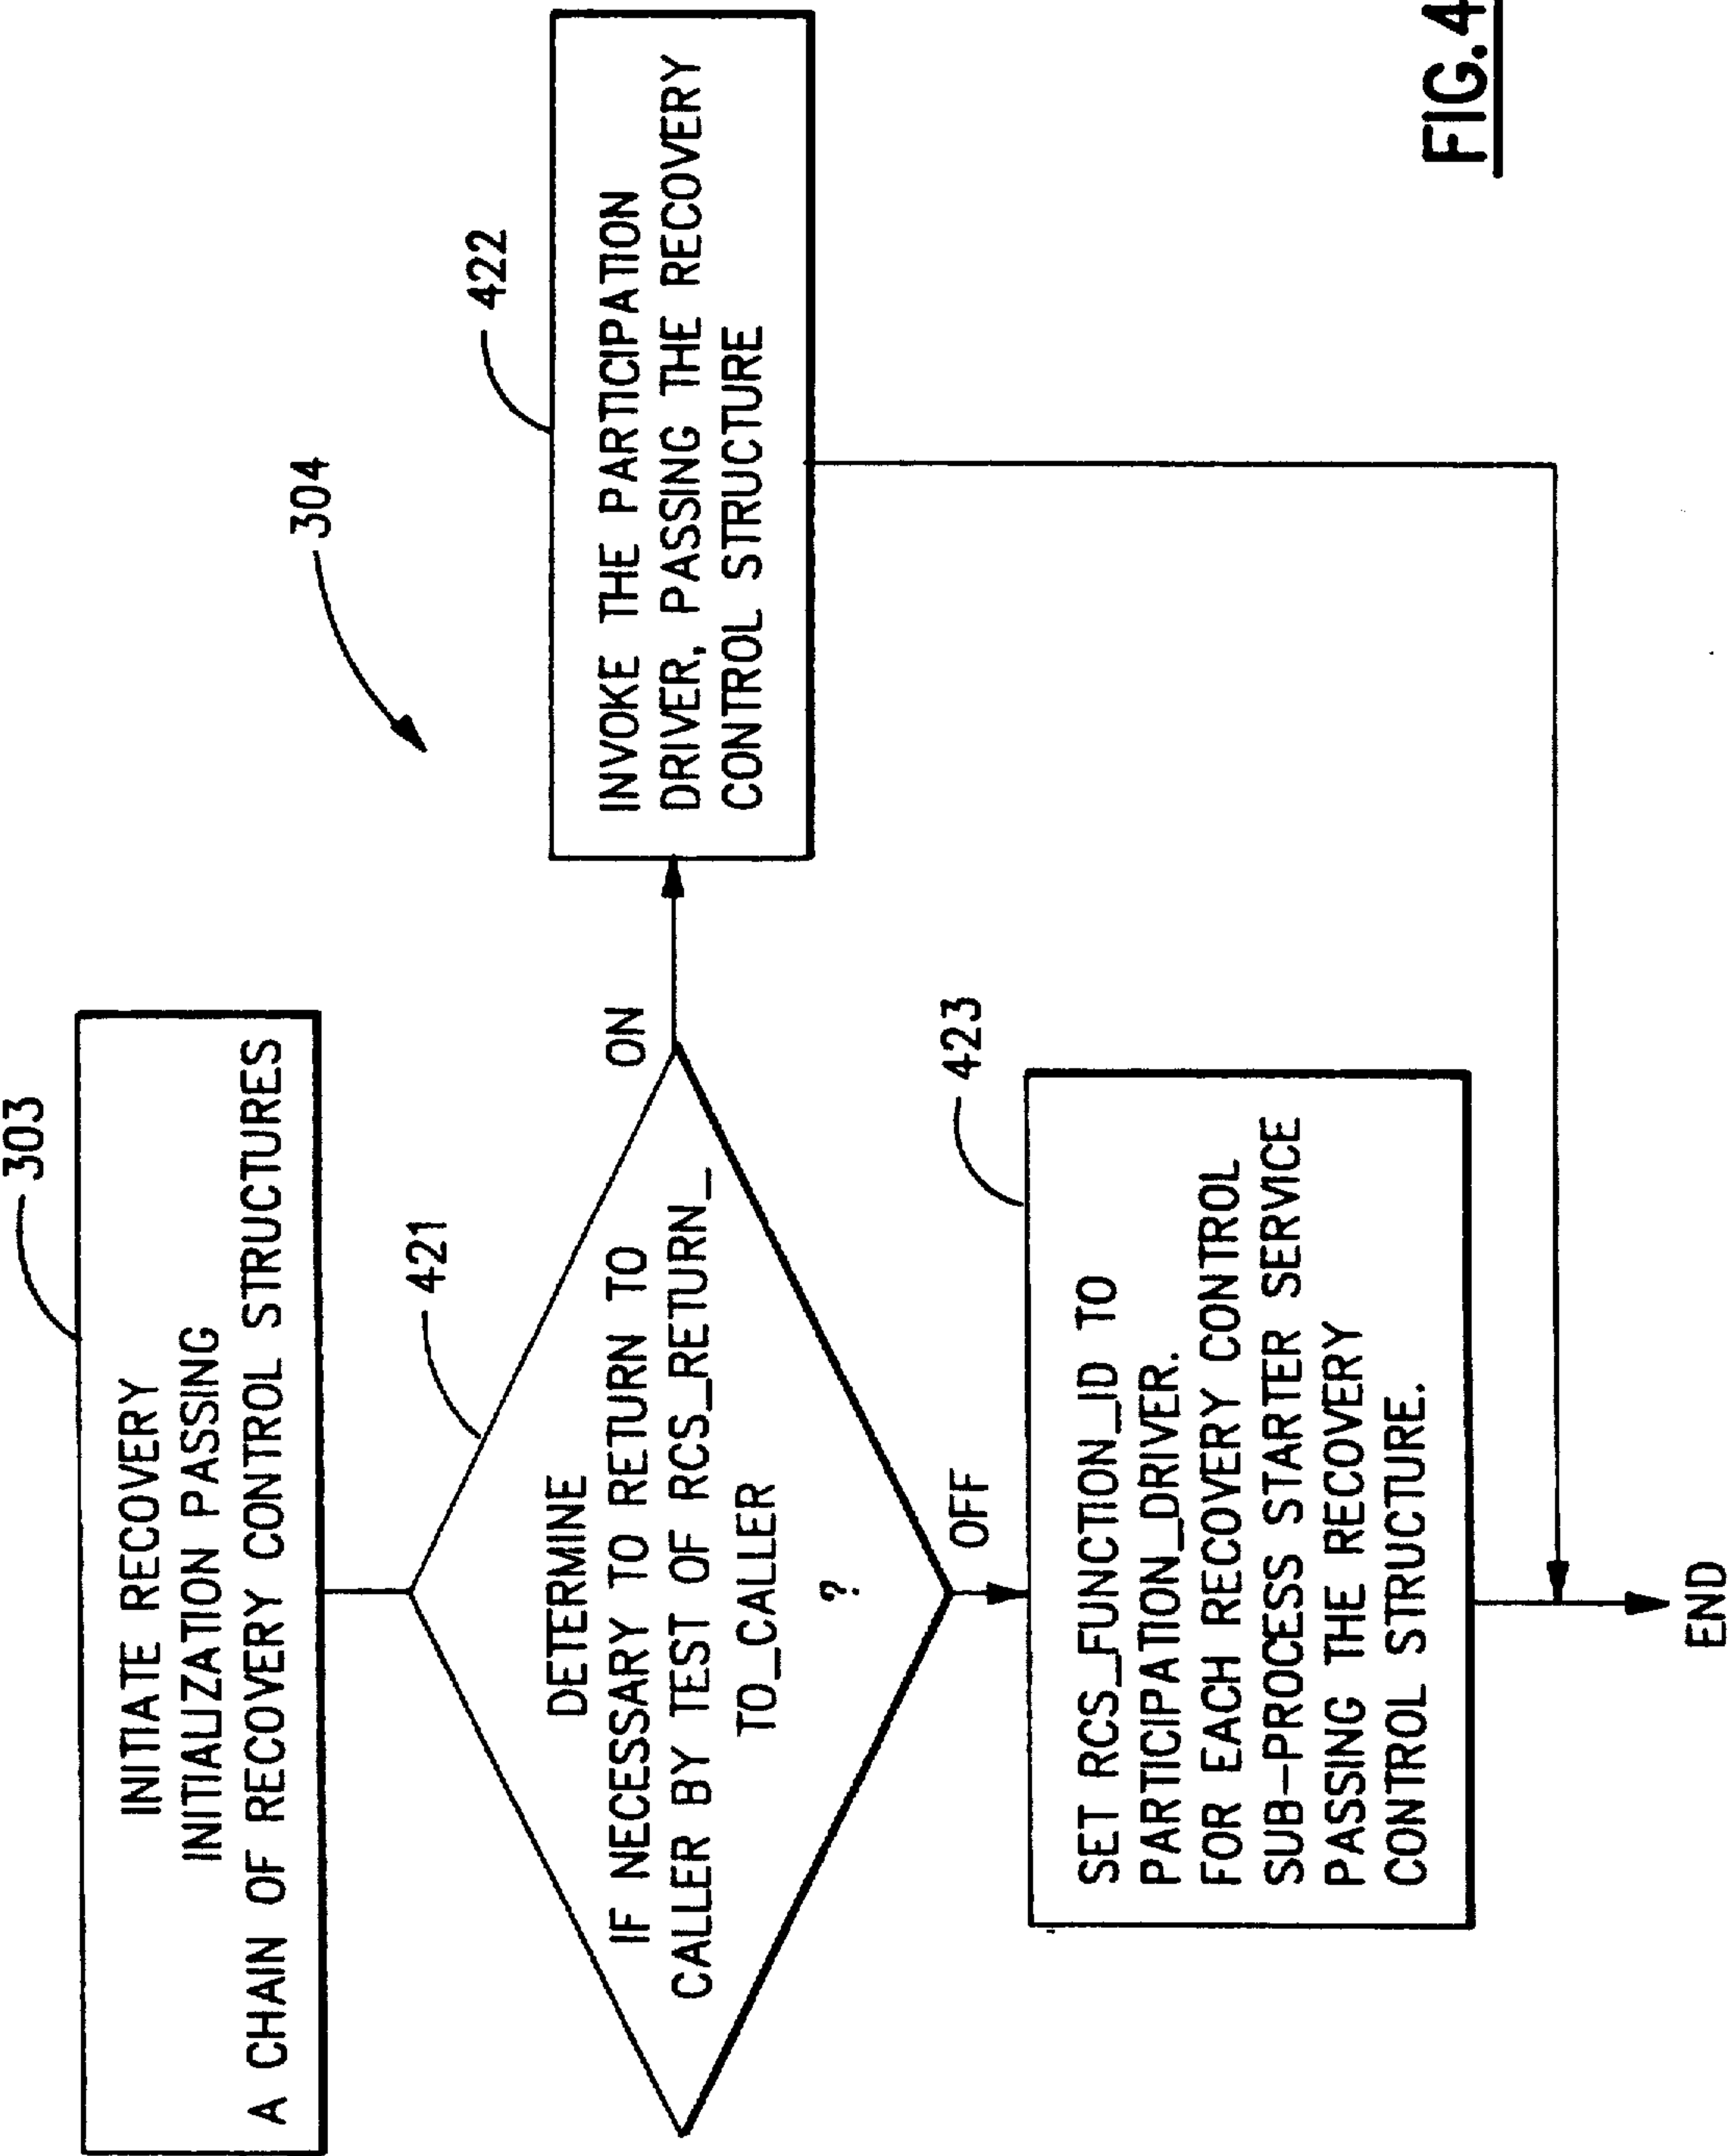 303
INITIATE RECOVERY
INITIALIZATION PASSING
A CHAIN OF RECOVERY CONTROL STRUCTURES
304
421
DETERMINE
IF NECESSARY TO RETURN TO
CALLER BY TEST OF RCS_RETURN_
TO_CALLER
?
ON
422
INVOKE THE PARTICIPATION
DRIVER, PASSING THE RECOVERY
CONTROL STRUCTURE
OFF
423
SET RCS_FUNCTION_ID TO
PARTICIPATION_DRIVER.
FOR EACH RECOVERY CONTROL
SUB-PROCESS STARTER SERVICE
PASSING THE RECOVERY
CONTROL STRUCTURE.
END
FIG.4